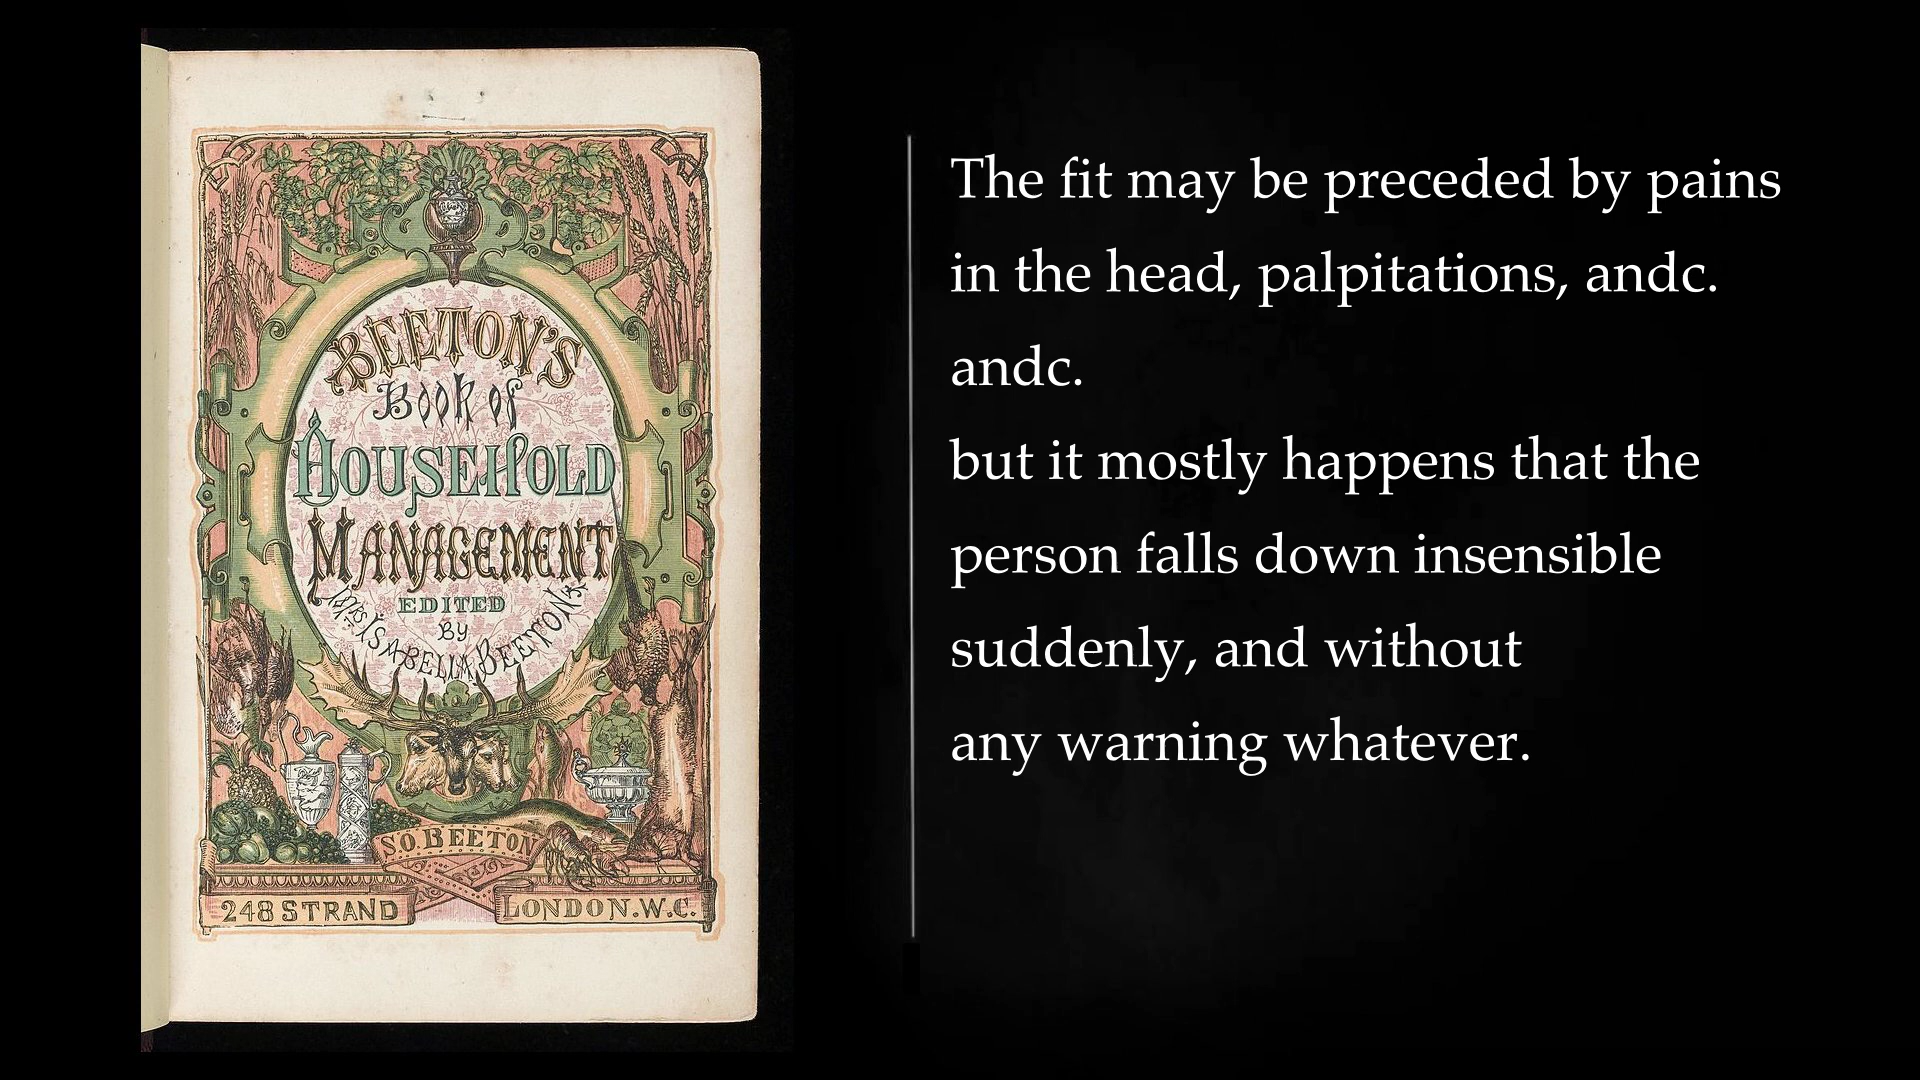 BEETON'S
BOOK OF
HOUSEHOLD
MANAGEMENT
EDITED
BY
MRS ISABELLA BEETON
S.O. BEETON
248 STRAND
LONDON. W.C.
The fit may be preceded by pains
in the head, palpitations, andc.
andc.
but it mostly happens that the
person falls down insensible
suddenly, and without
any warning whatever.